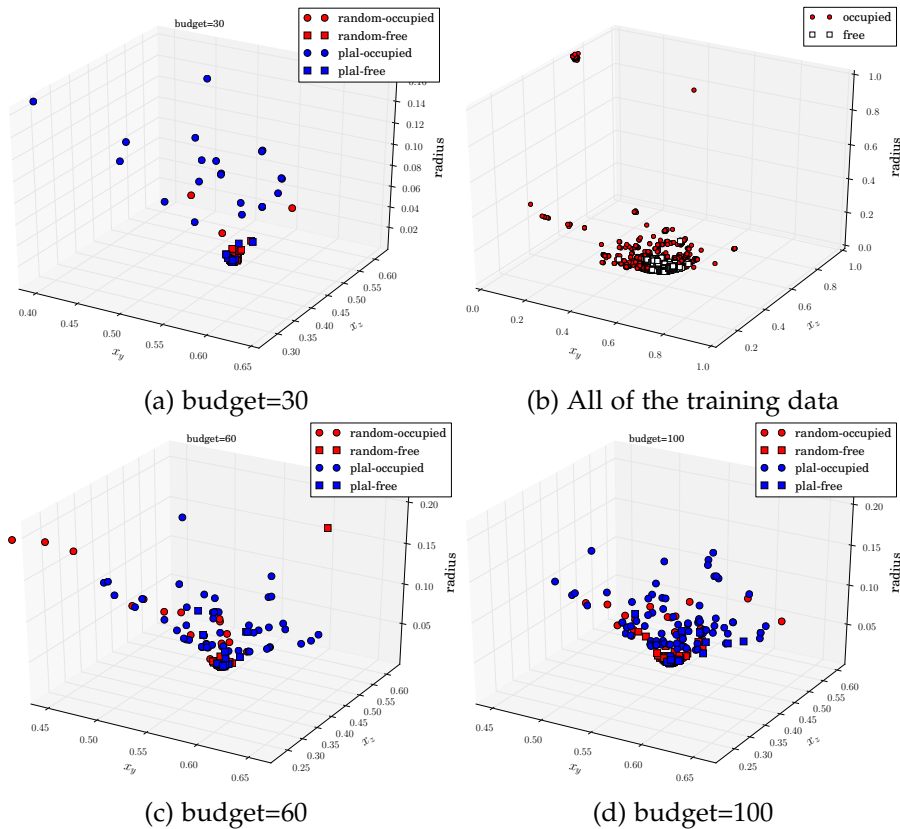 budget=30
random-occupied
random-free
plal-occupied
plal-free
0.14
0.12
0.10
0.08
0.06
0.04
0.02
radius
0.40
0.45
0.50
0.55
0.60
0.65
x_y
0.30
0.35
0.40
0.45
0.50
0.55
0.60
x_z
(a) budget=30
occupied
free
1.0
0.8
0.6
0.4
0.2
0.0
radius
0.0
0.2
0.4
0.6
0.8
1.0
x_y
0.2
0.4
0.6
0.8
1.0
x_z
(b) All of the training data
budget=60
random-occupied
random-free
plal-occupied
plal-free
0.20
0.15
0.10
0.05
radius
0.45
0.50
0.55
0.60
0.65
x_y
0.25
0.30
0.35
0.40
0.45
0.50
0.55
0.60
x_z
(c) budget=60
budget=100
random-occupied
random-free
plal-occupied
plal-free
0.20
0.15
0.10
0.05
radius
0.45
0.50
0.55
0.60
0.65
x_y
0.25
0.30
0.35
0.40
0.45
0.50
0.55
0.60
x_z
(d) budget=100